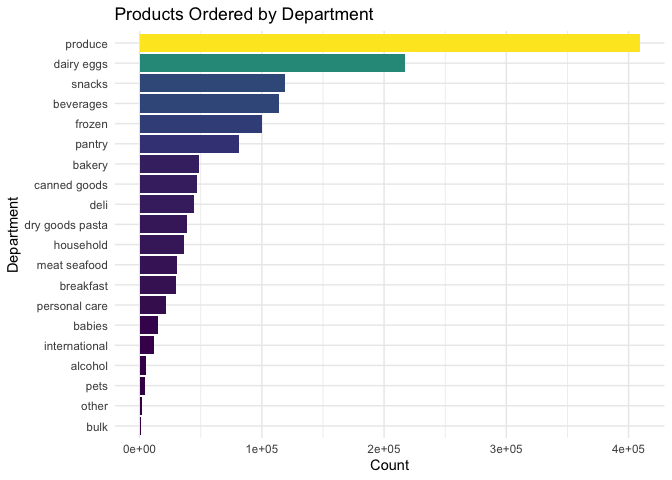 Products Ordered by Department
produce
dairy eggs
snacks
beverages
frozen
pantry
bakery
canned goods
deli
dry goods pasta
household
meat seafood
breakfast
personal care
babies
international
alcohol
pets
other
bulk
Department
0e+00 1e+05 2e+05 3e+05 4e+05
Count